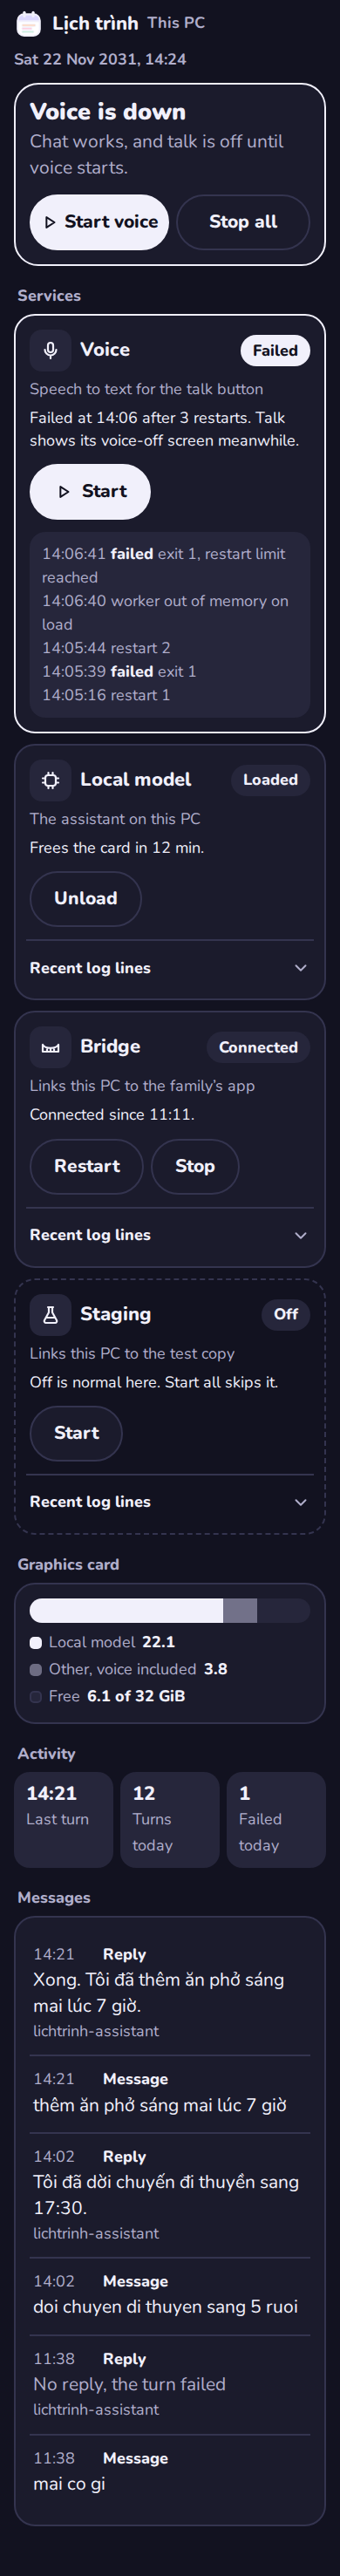 Lịch trình This PC
Sat 22 Nov 2031, 14:24
Voice is down
Chat works, and talk is off until
voice starts.
Start voice
Stop all
Services
Voice
Failed
Speech to text for the talk button
Failed at 14:06 after 3 restarts. Talk
shows its voice-off screen meanwhile.
Start
14:06:41 failed exit 1, restart limit
reached
14:06:40 worker out of memory on
load
14:05:44 restart 2
14:05:39 failed exit 1
14:05:16 restart 1
Local model
Loaded
The assistant on this PC
Frees the card in 12 min.
Unload
Recent log lines
Bridge
Connected
Links this PC to the family's app
Connected since 11:11.
Restart
Stop
Recent log lines
Staging
Off
Links this PC to the test copy
Off is normal here. Start all skips it.
Start
Recent log lines
Graphics card
Local model 22.1
Other, voice included 3.8
Free 6.1 of 32 GiB
Activity
14:21
Last turn
12
Turns
today
1
Failed
today
Messages
14:21 Reply
Xong. Tôi đã thêm ăn phở sáng
mai lúc 7 giờ.
lichtrinh-assistant
14:21 Message
thêm ăn phở sáng mai lúc 7 giờ
14:02 Reply
Tôi đã dời chuyến đi thuyền sang
17:30.
lichtrinh-assistant
14:02 Message
doi chuyen di thuyen sang 5 ruoi
11:38 Reply
No reply, the turn failed
lichtrinh-assistant
11:38 Message
mai co gi